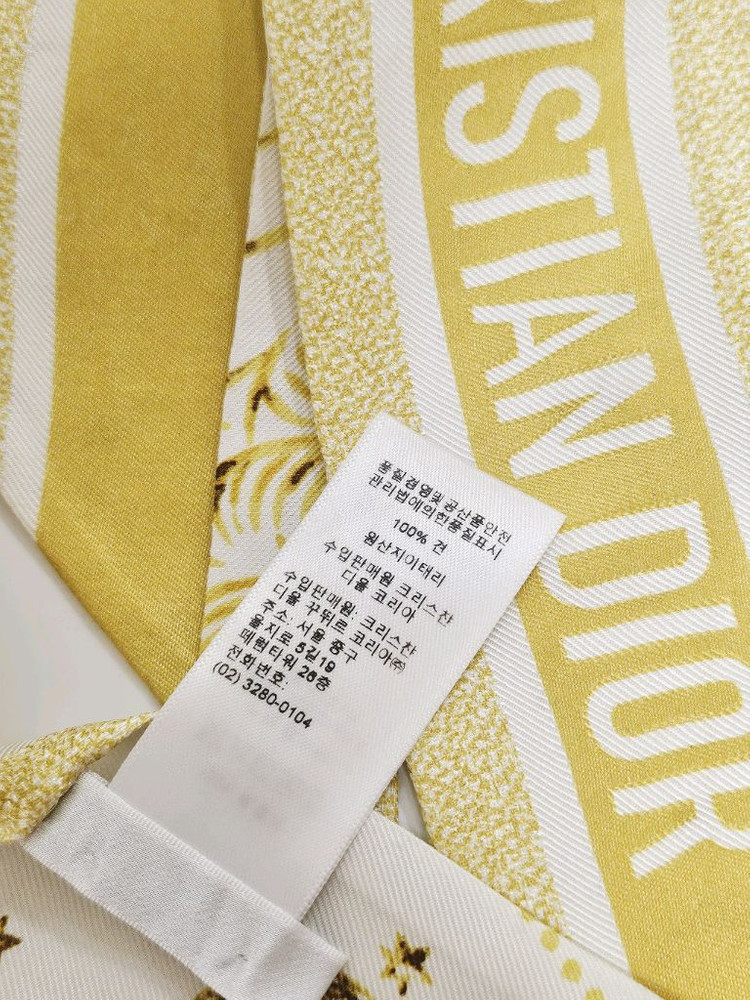 RISTIAN DIOR
품질경영및공산품안전
관리법에의한품질표시
100% 견
원산지이태리
수입판매원 크리스찬
디올 코리아
수입판매원: 크리스찬
디올 꾸뛰르 코리아㈜
주소: 서울 중구
을지로 5길19
페럼타워 26층
전화번호:
(02) 3280-0104